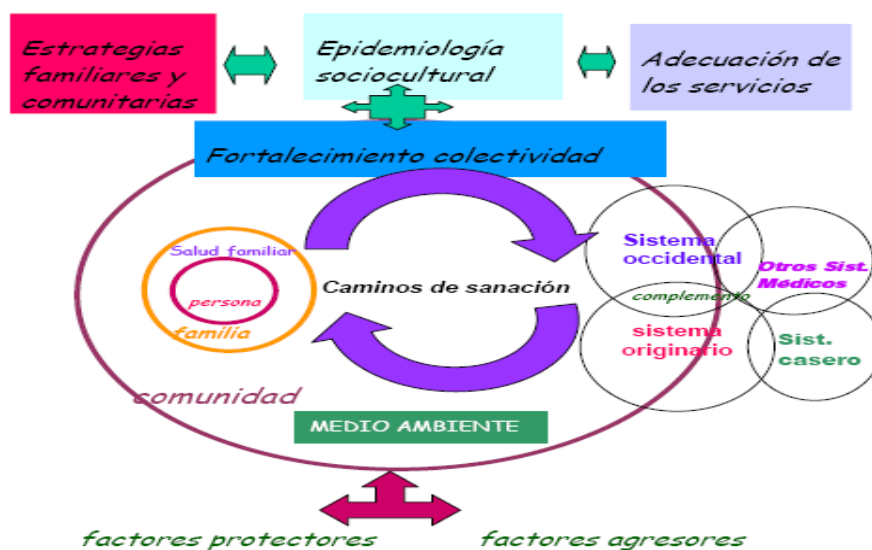 Estrategias
familiares y
comunitarias
Epidemiología
sociocultural
Adecuación de
los servicios
Fortalecimiento colectividad
Salud familiar
persona
familia
comunidad
Caminos de sanación
Sistema
occidental
Otros Sist.
Médicos
complemento
sistema
originario
Sist.
casero
MEDIO AMBIENTE
factores protectores
factores agresores